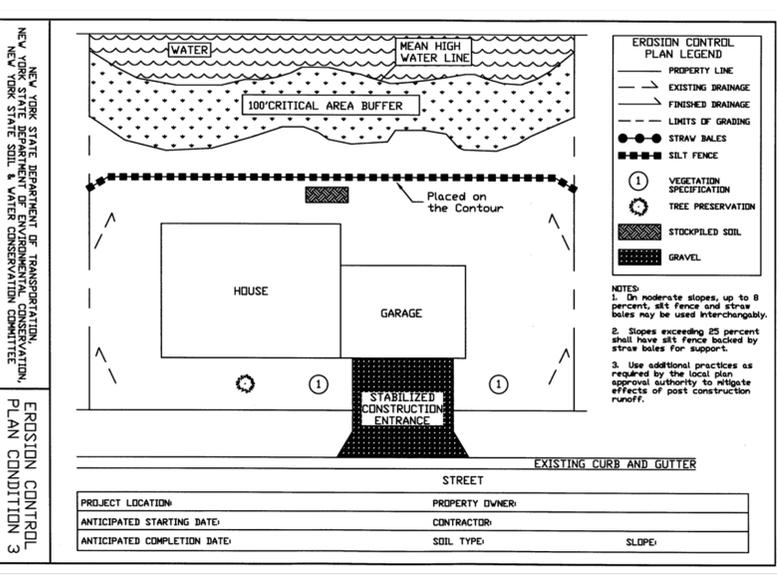 NEW YORK STATE DEPARTMENT OF TRANSPORTATION,
NEW YORK STATE DEPARTMENT OF ENVIRONMENTAL CONSERVATION,
NEW YORK STATE SOIL & WATER CONSERVATION COMMITTEE
EROSION CONTROL
PLAN CONDITION 3
WATER
MEAN HIGH
WATER LINE
100'CRITICAL AREA BUFFER
Placed on
the Contour
HOUSE
GARAGE
1
1
STABILIZED
CONSTRUCTION
ENTRANCE
EXISTING CURB AND GUTTER
STREET
EROSION CONTROL
PLAN LEGEND
PROPERTY LINE
EXISTING DRAINAGE
FINISHED DRAINAGE
LIMITS OF GRADING
STRAW BALES
SILT FENCE
1
VEGETATION
SPECIFICATION
TREE PRESERVATION
STOCKPILED SOIL
GRAVEL
NOTES:
1. On moderate slopes, up to 8
percent, silt fence and straw
bales may be used interchangably.
2. Slopes exceeding 25 percent
shall have silt fence backed by
straw bales for support.
3. Use additional practices as
required by the local plan
approval authority to mitigate
effects of post construction
runoff.
PROJECT LOCATION: PROPERTY OWNER:
ANTICIPATED STARTING DATE: CONTRACTOR:
ANTICIPATED COMPLETION DATE: SOIL TYPE: SLOPE: